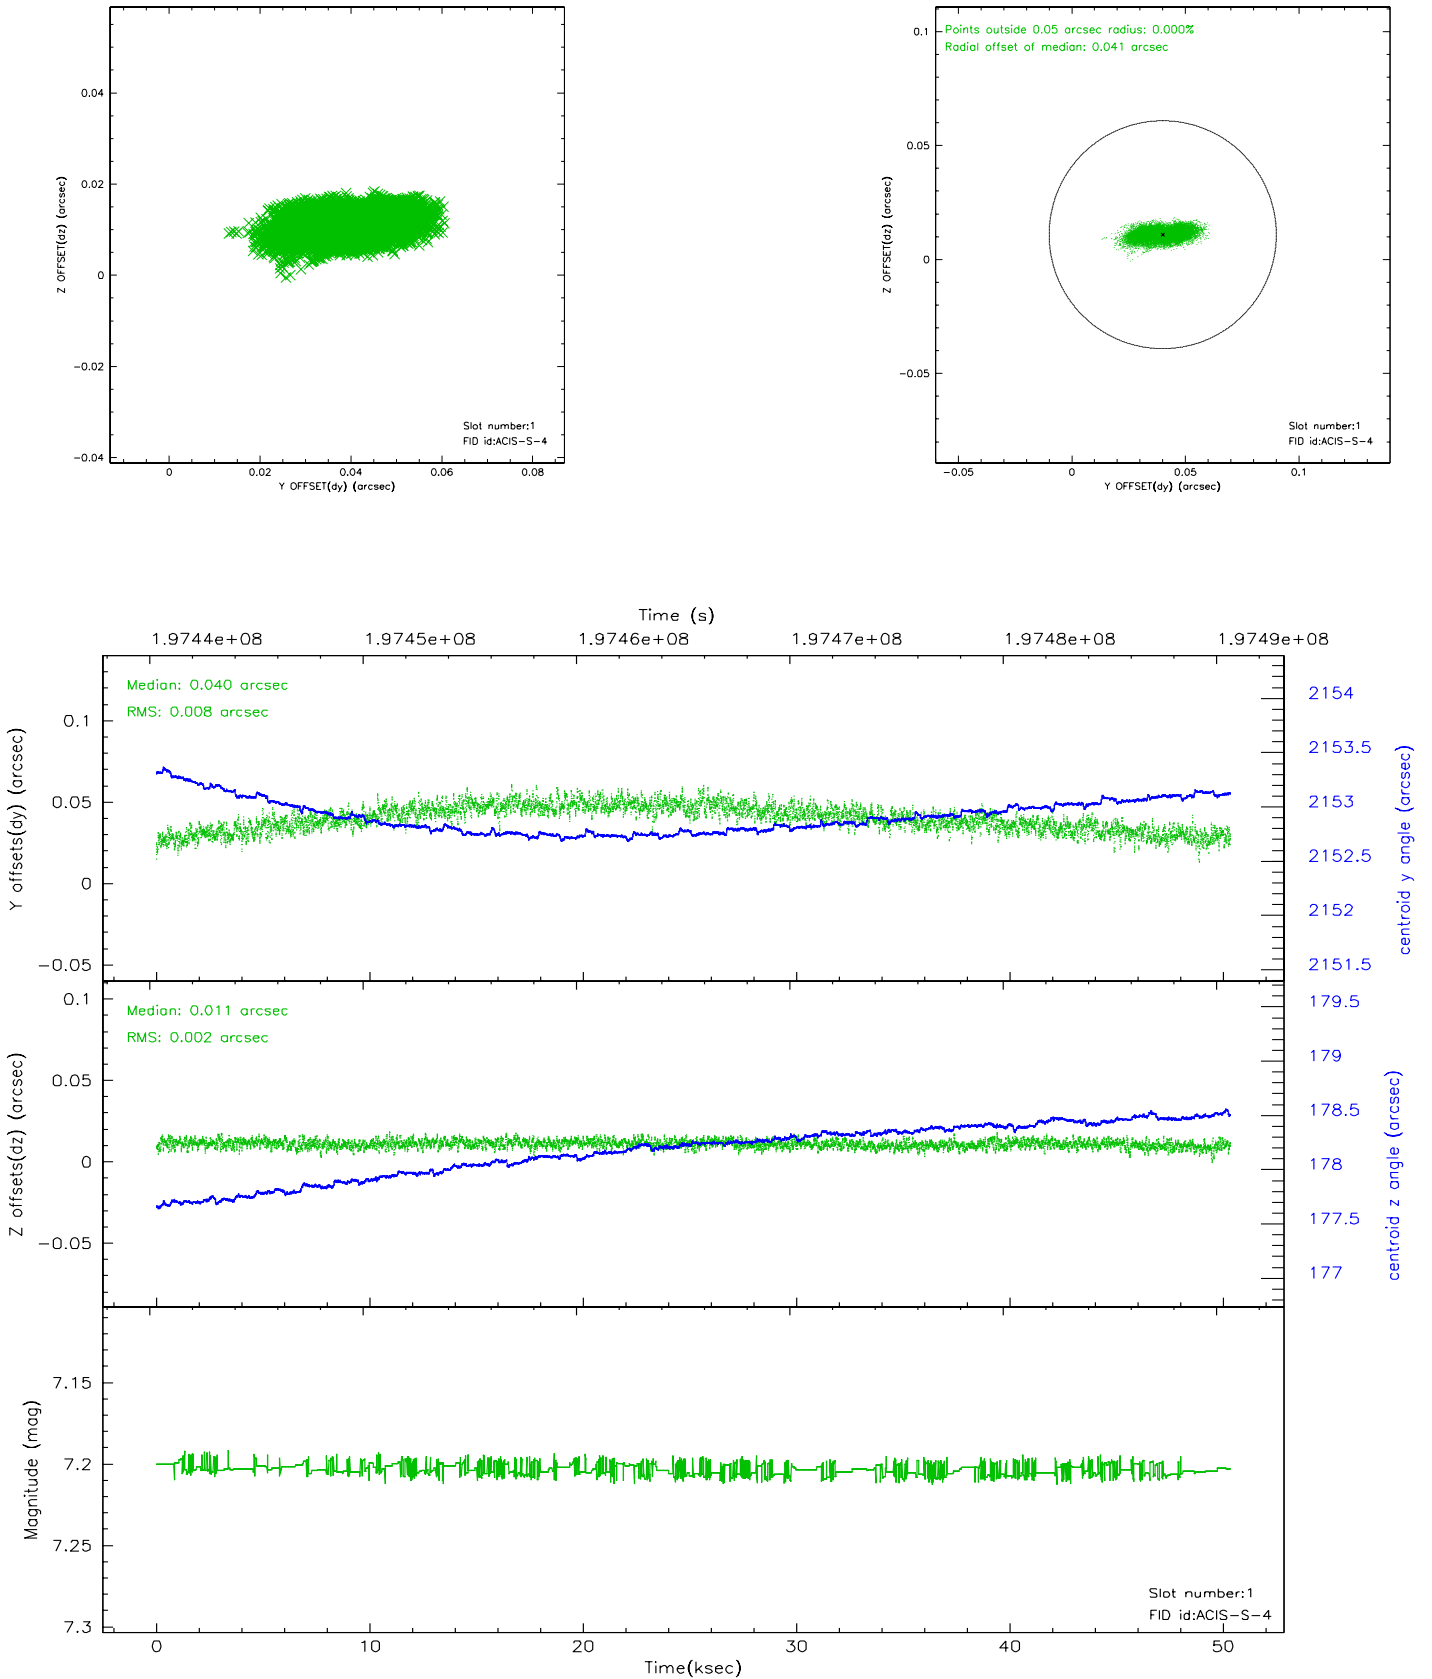 0.04
0.02
0
−0.02
−0.04
Z OFFSET(dz) (arcsec)
Slot number:1
FID id:ACIS−S−4
0
0.02
0.04
0.06
0.08
Y OFFSET(dy) (arcsec)
Points outside 0.05 arcsec radius: 0.000%
Radial offset of median: 0.041 arcsec
0.1
0.05
0
−0.05
Z OFFSET(dz) (arcsec)
Slot number:1
FID id:ACIS−S−4
−0.05
0
0.05
0.1
Y OFFSET(dy) (arcsec)
Time (s)
1.9744e+08
1.9745e+08
1.9746e+08
1.9747e+08
1.9748e+08
1.9749e+08
Median: 0.040 arcsec
RMS: 0.008 arcsec
0.1
0.05
0
−0.05
Y offsets(dy) (arcsec)
2154
2153.5
2153
2152.5
2152
2151.5
centroid y angle (arcsec)
Median: 0.011 arcsec
RMS: 0.002 arcsec
0.1
0.05
0
−0.05
Z offsets(dz) (arcsec)
179.5
179
178.5
178
177.5
177
centroid z angle (arcsec)
7.15
7.2
7.25
7.3
Magnitude (mag)
Slot number:1
FID id:ACIS−S−4
0
10
20
30
40
50
Time(ksec)